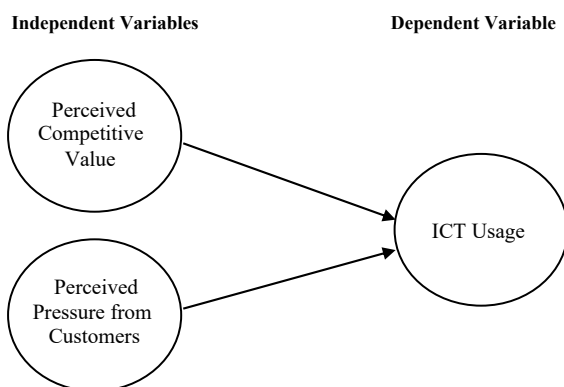 Independent Variables
Dependent Variable
Perceived
Competitive
Value
ICT Usage
Perceived
Pressure from
Customers